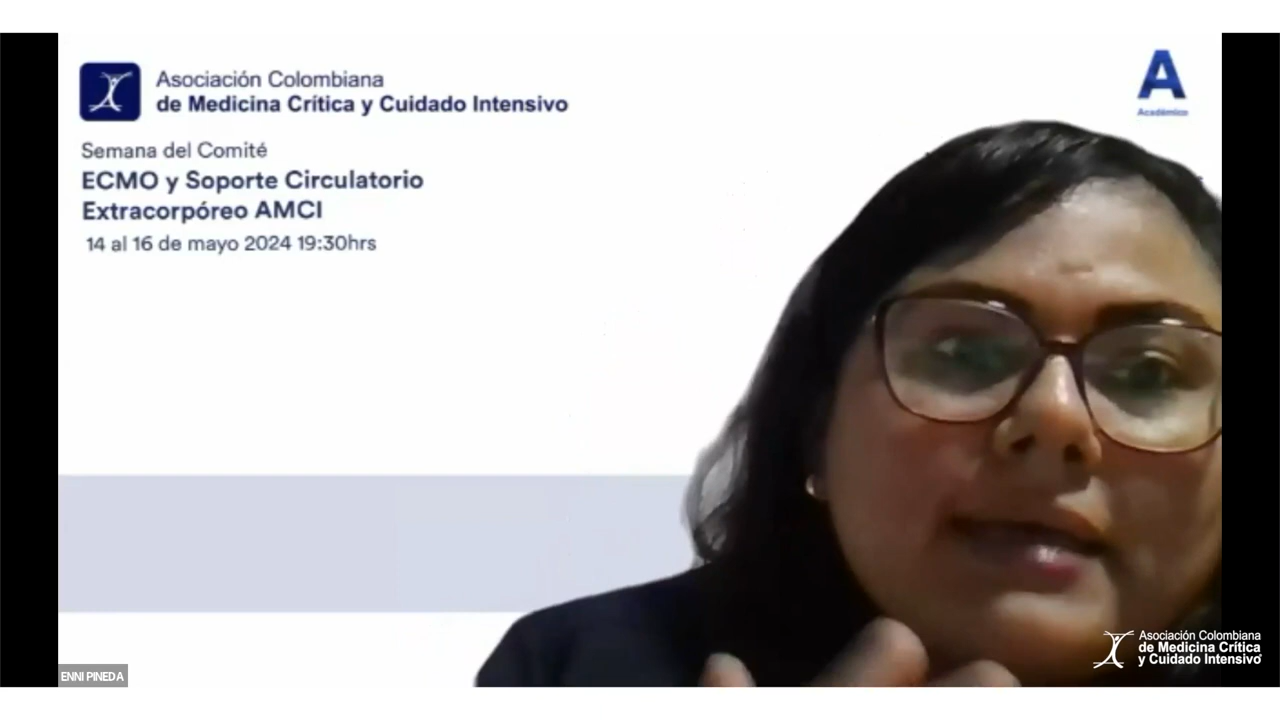 Asociación Colombiana
de Medicina Crítica y Cuidado Intensivo
A
Académico
Semana del Comité
ECMO y Soporte Circulatorio
Extracorpóreo AMCI
14 al 16 de mayo 2024 19:30hrs
Asociación Colombiana
de Medicina Crítica
y Cuidado Intensivo
ENNI PINEDA